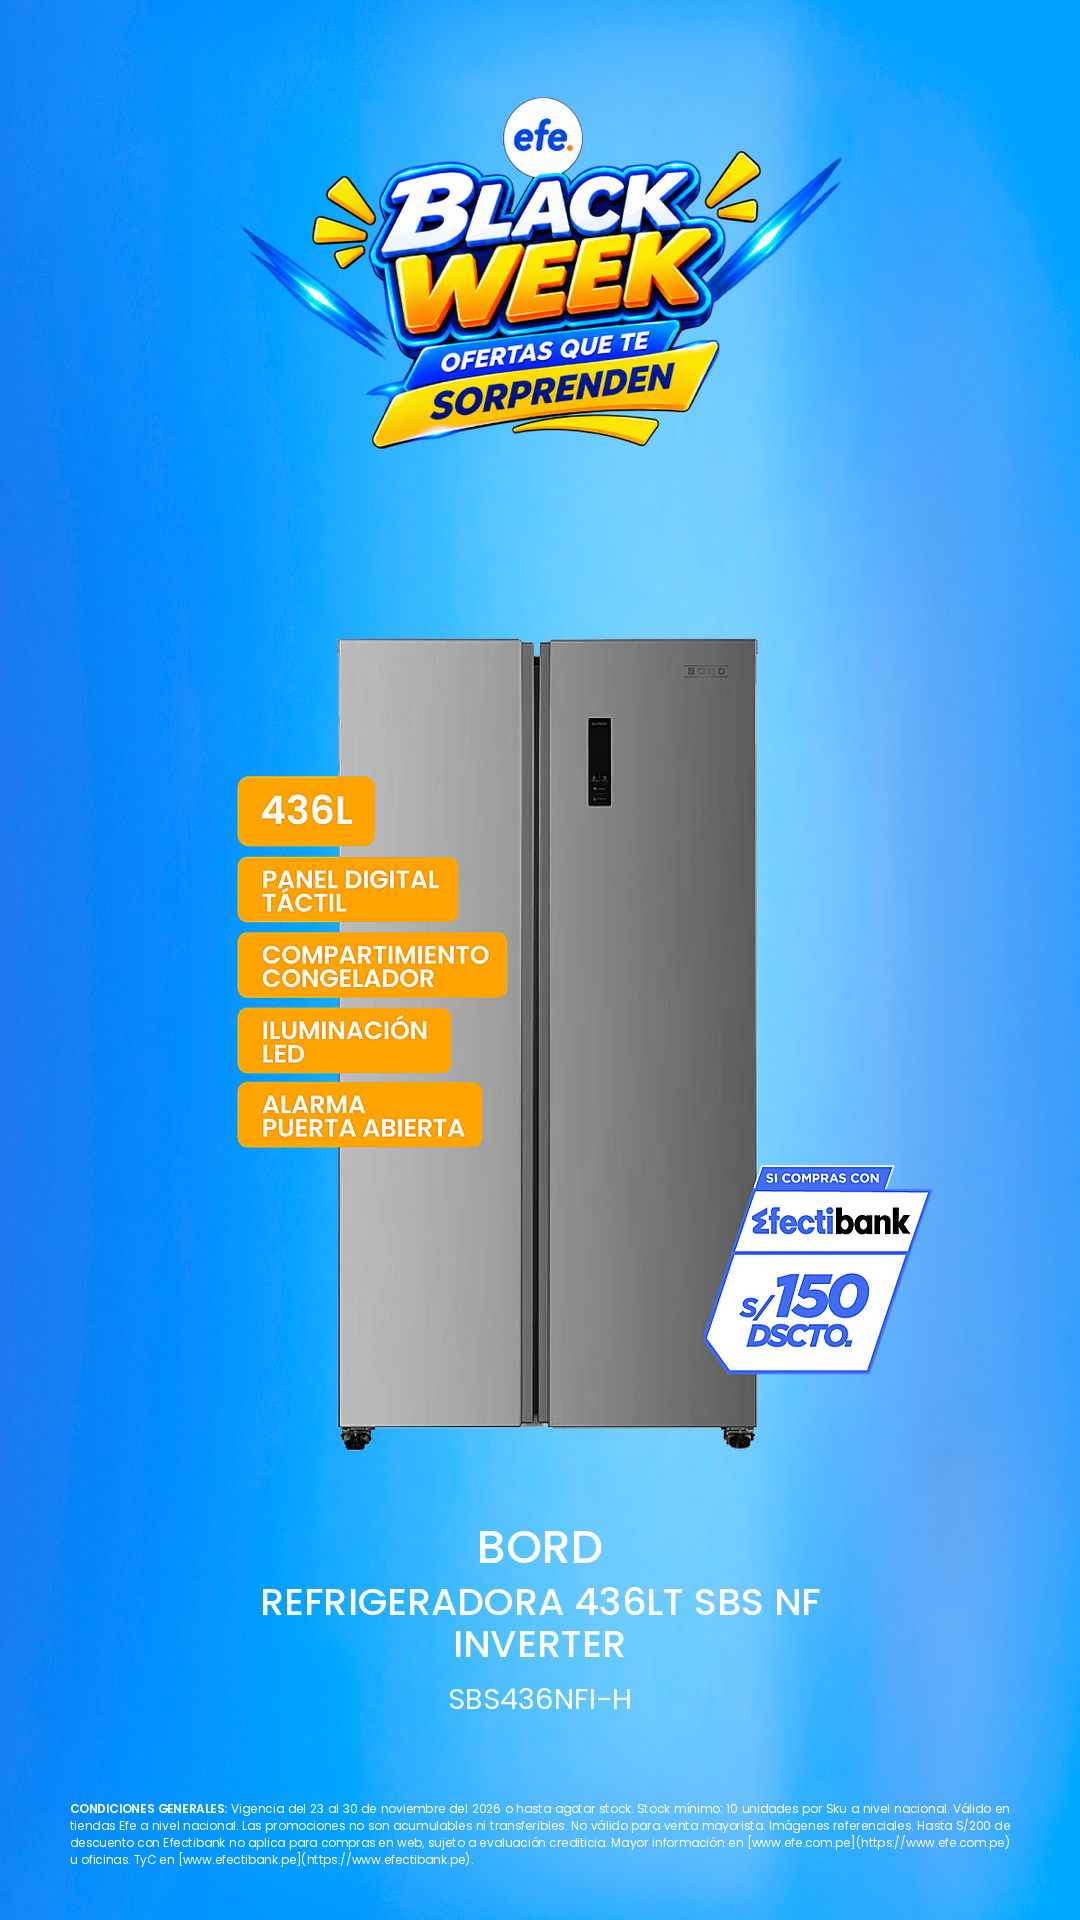 efe.
BLACK
WEEK
OFERTAS QUE TE
SORPRENDEN
BORD
436L
PANEL DIGITAL
TÁCTIL
COMPARTIMIENTO
CONGELADOR
ILUMINACIÓN
LED
ALARMA
PUERTA ABIERTA
SI COMPRAS CON
Efectibank
S/150
DSCTO.
BORD
REFRIGERADORA 436LT SBS NF
INVERTER
SBS436NFI-H
CONDICIONES GENERALES: Vigencia del 23 al 30 de noviembre del 2026 o hasta agotar stock. Stock mínimo: 10 unidades por Sku a nivel nacional. Válido en
tiendas Efe a nivel nacional. Las promociones no son acumulables ni transferibles. No válido para venta mayorista. Imágenes referenciales. Hasta S/200 de
descuento con Efectibank no aplica para compras en web, sujeto a evaluación crediticia. Mayor información en [www.efe.com.pe](https://www.efe.com.pe)
u oficinas. TyC en [www.efectibank.pe](https://www.efectibank.pe).